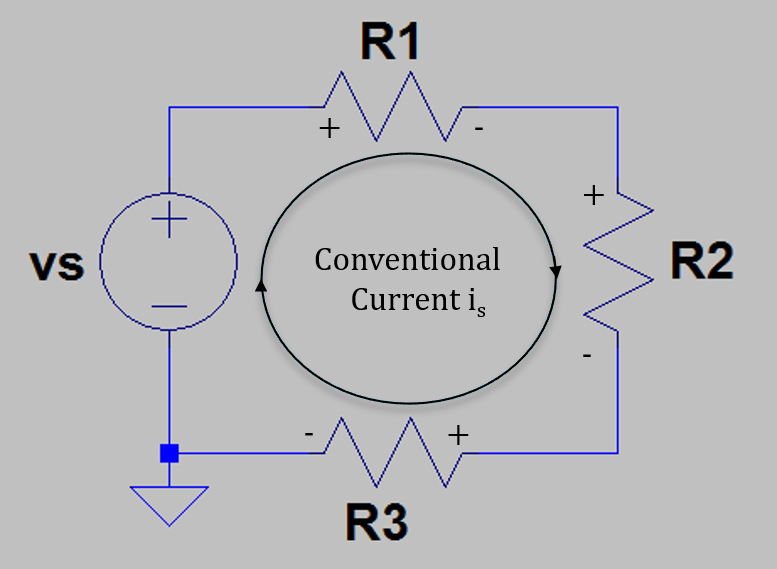 R1
+ -
+
vs
+
-
Conventional
Current is
R2
-
- +
R3